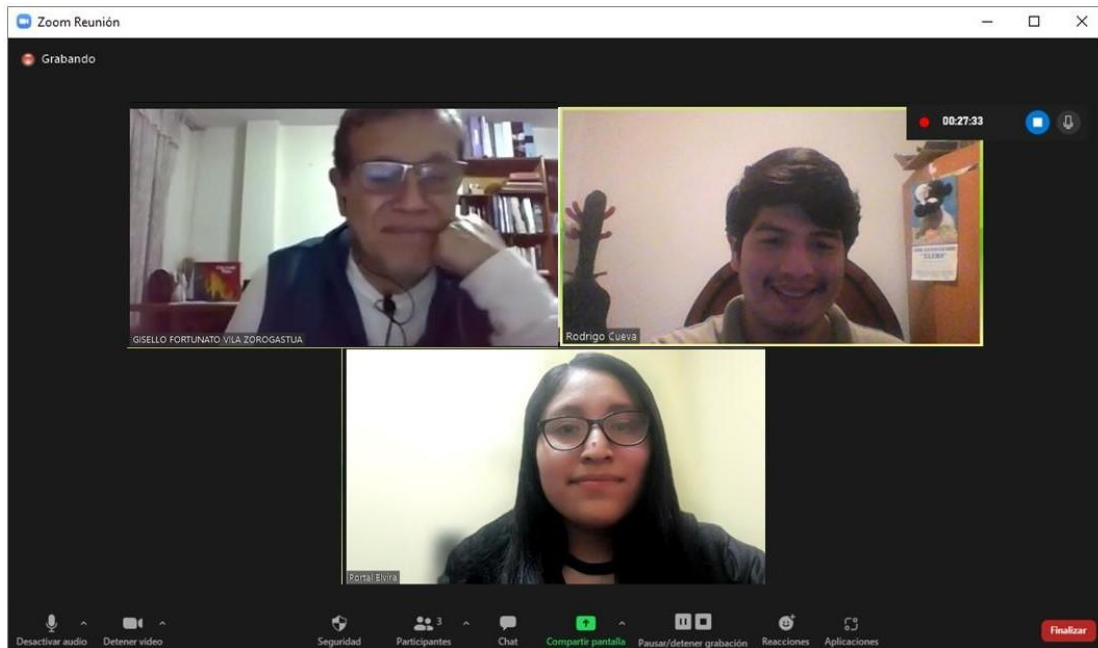 Zoom Reunión
Grabando
00:27:33
GISELLO FORTUNATO VILA ZOROGASTUA
Rodrigo Cueva
Portal Elvira
Desactivar audio
Detener video
Seguridad
3
Participantes
Chat
Compartir pantalla
Pausar/detener grabación
Reacciones
Aplicaciones
Finalizar